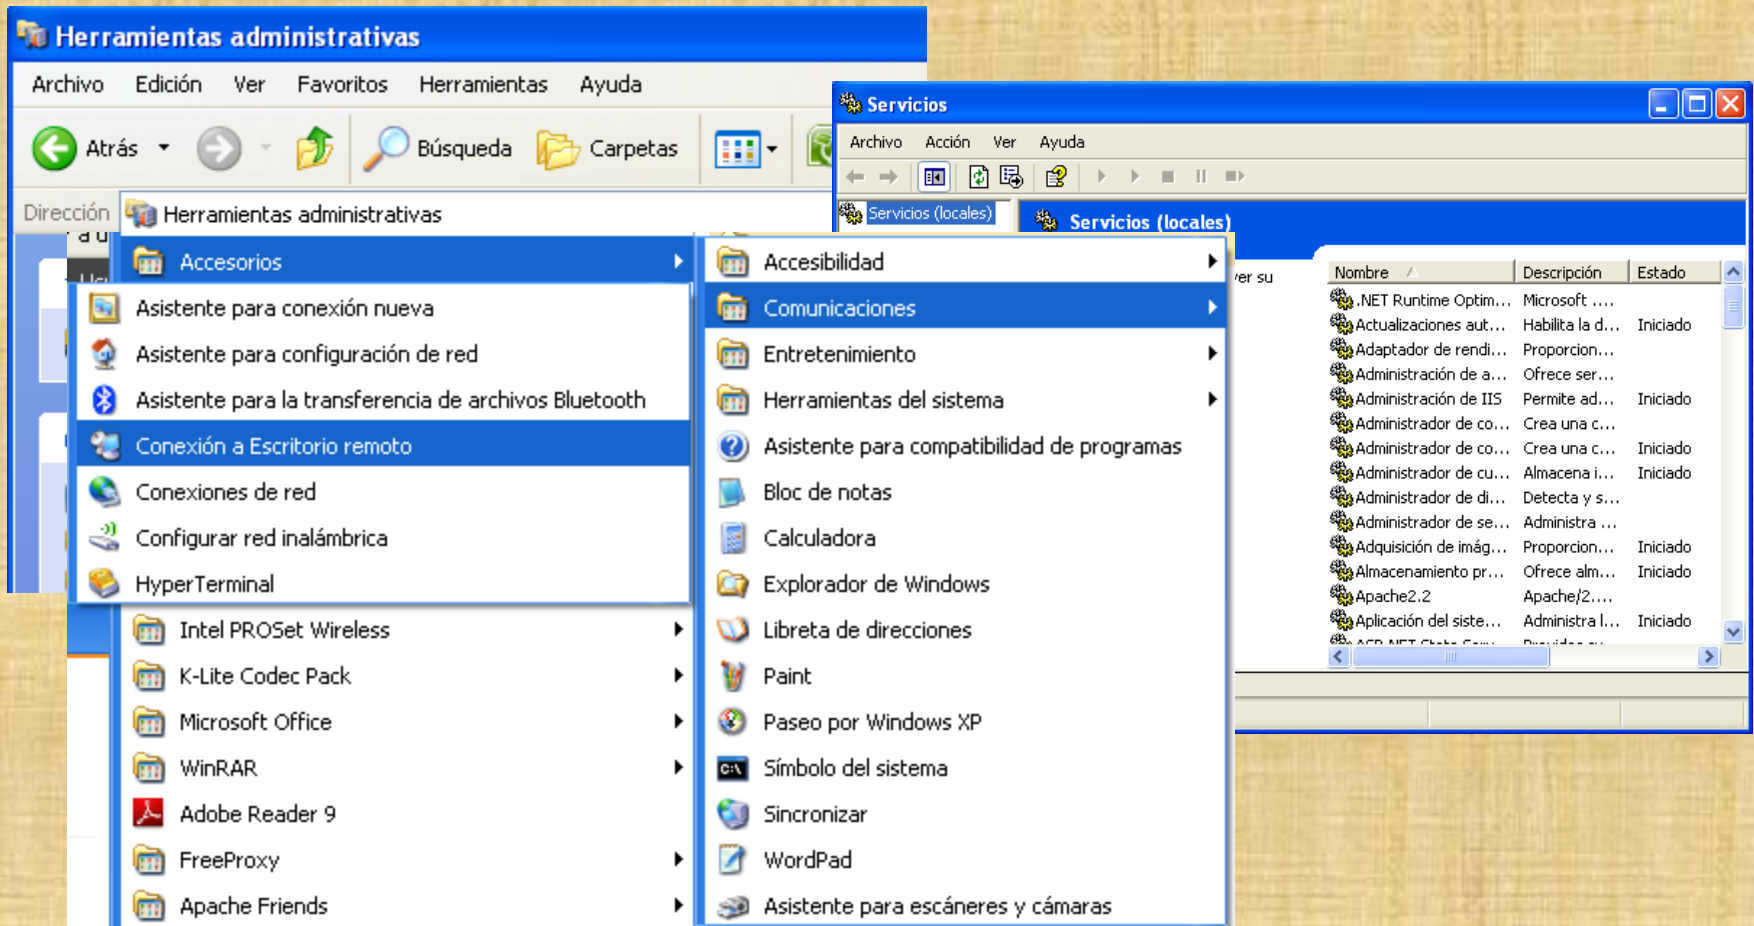 Herramientas administrativas
Archivo Edición Ver Favoritos Herramientas Ayuda
Atrás Búsqueda Carpetas
Dirección Herramientas administrativas
Accesorios
Asistente para conexión nueva
Asistente para configuración de red
Asistente para la transferencia de archivos Bluetooth
Conexión a Escritorio remoto
Conexiones de red
Configurar red inalámbrica
HyperTerminal
Intel PROSet Wireless
K-Lite Codec Pack
Microsoft Office
WinRAR
Adobe Reader 9
FreeProxy
Apache Friends
Accesibilidad
Comunicaciones
Entretenimiento
Herramientas del sistema
Asistente para compatibilidad de programas
Bloc de notas
Calculadora
Explorador de Windows
Libreta de direcciones
Paint
Paseo por Windows XP
Símbolo del sistema
Sincronizar
WordPad
Asistente para escáneres y cámaras
Servicios
Archivo Acción Ver Ayuda
Servicios (locales)
Servicios (locales)
er su
Nombre Descripción Estado
.NET Runtime Optim... Microsoft ....
Actualizaciones aut... Habilita la d... Iniciado
Adaptador de rendi... Proporcion...
Administración de a... Ofrece ser...
Administración de IIS Permite ad... Iniciado
Administrador de co... Crea una c...
Administrador de co... Crea una c... Iniciado
Administrador de cu... Almacena i... Iniciado
Administrador de di... Detecta y s...
Administrador de se... Administra ...
Adquisición de imág... Proporcion... Iniciado
Almacenamiento pr... Ofrece alm... Iniciado
Apache2.2 Apache/2....
Aplicación del siste... Administra l... Iniciado